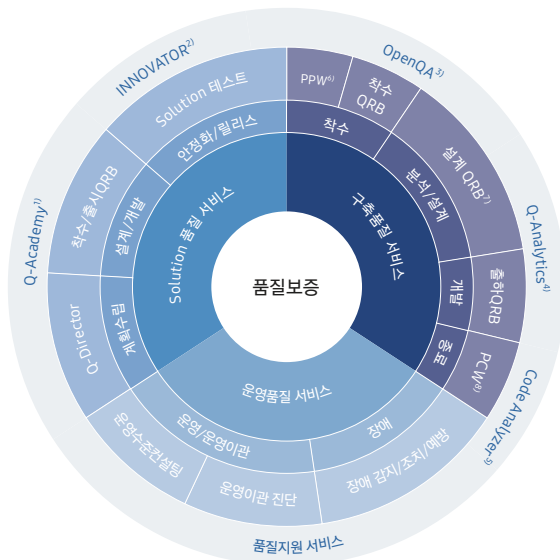 INNOVATOR2)
OpenQA3)
Q-Academy1)
Q-Analytics4)
Code Analyzer5)
품질지원 서비스
Solution 테스트
PPW6)
착수
QRB
설계 QRB7)
출하QRB
PCW8)
장애 감지/조치/예방
운영이관 진단
운영수준컨설팅
Q-Director
착수/출시QRB
안정화/릴리스
착수
분석/설계
개발
종료
장애
운영/운영이관
계획수립
설계/개발
Solution 품질 서비스
구축품질 서비스
운영품질 서비스
품질보증